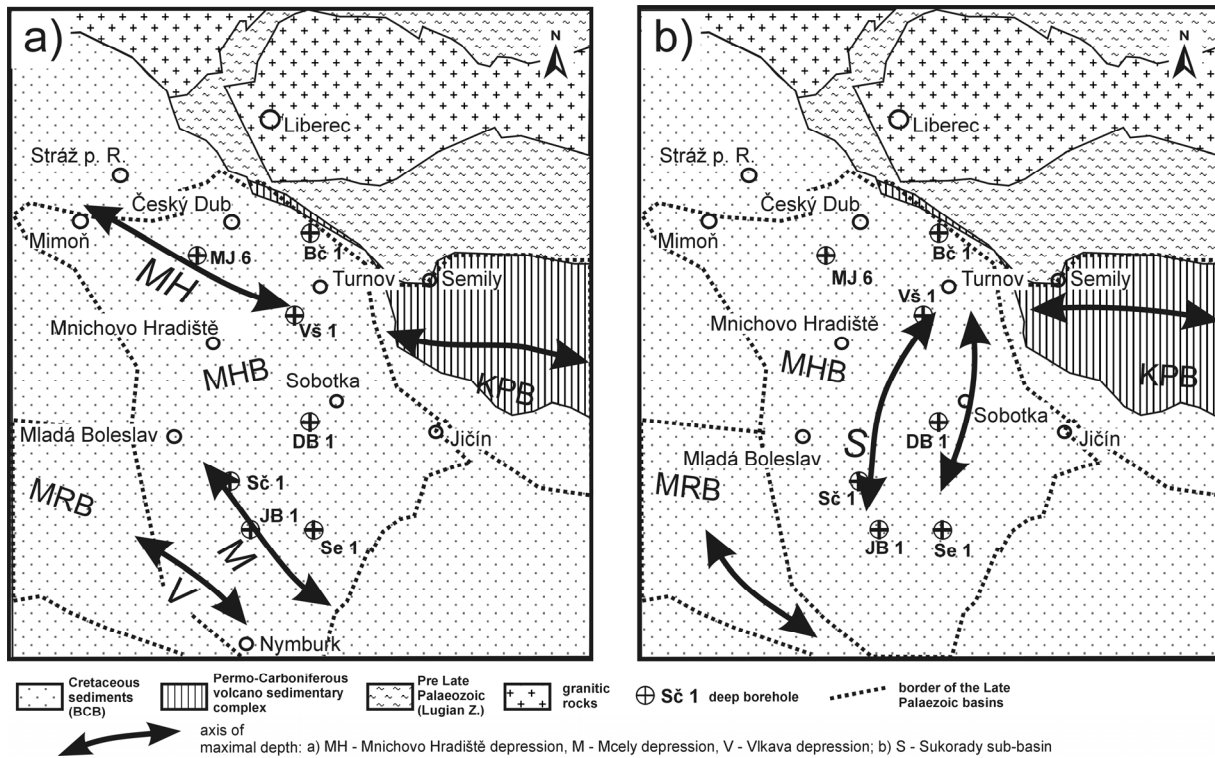 a)
N
Liberec
Stráž p. R.
Český Dub
Mimoň
MJ 6
Bč 1
MH
Turnov
Semily
Vš 1
Mnichovo Hradiště
MHB
KPB
Sobotka
Mladá Boleslav
DB 1
Jičín
Sč 1
MRB
JB 1
Se 1
M
V
Nymburk
b)
N
Liberec
Stráž p. R.
Český Dub
Mimoň
MJ 6
Bč 1
Turnov
Semily
Vš 1
Mnichovo Hradiště
MHB
KPB
Sobotka
DB 1
Jičín
S
Mladá Boleslav
MRB
Sč 1
JB 1
Se 1
Cretaceous
sediments
(BCB)
Permo-Carboniferous
volcano sedimentary
complex
Pre Late
Palaeozoic
(Lugian Z.)
granitic
rocks
Sč 1 deep borehole
border of the Late
Palaezoic basins
axis of
maximal depth: a) MH - Mnichovo Hradiště depression, M - Mcely depression, V - Vlkava depression; b) S - Sukorady sub-basin